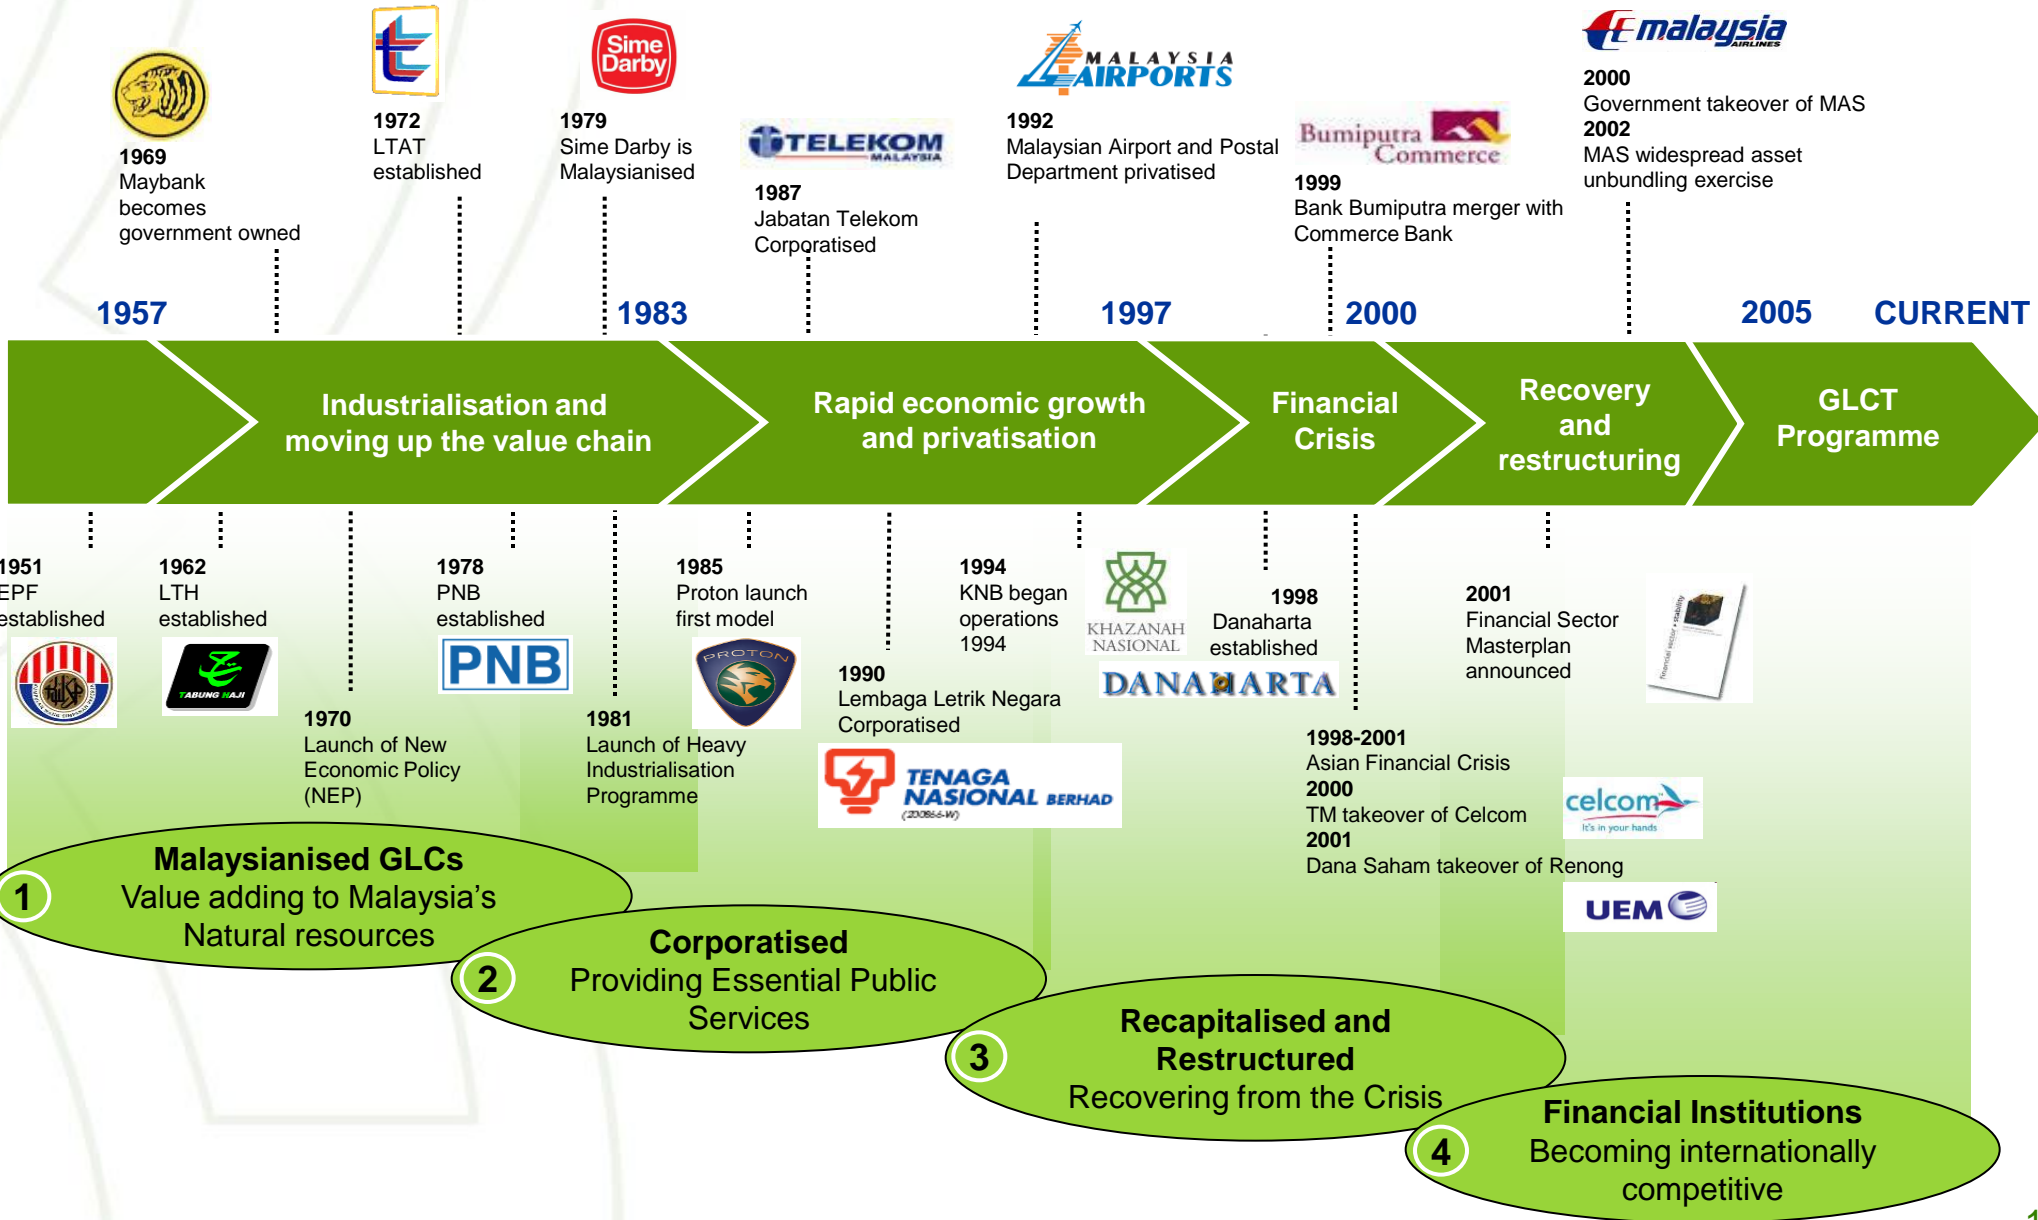 malaysia
AIRLINES
Sime
Darby
MALAYSIA
AIRPORTS
2000
Government takeover of MAS
2002
MAS widespread asset
unbundling exercise
1972
LTAT
established
1979
Sime Darby is
Malaysianised
TELEKOM
MALAYSIA
1992
Malaysian Airport and Postal
Department privatised
Bumiputra
Commerce
1969
Maybank
becomes
government owned
1987
Jabatan Telekom
Corporatised
1999
Bank Bumiputra merger with
Commerce Bank
1957
1983
1997
2000
2005
CURRENT
Industrialisation and
moving up the value chain
Rapid economic growth
and privatisation
Financial
Crisis
Recovery
and
restructuring
GLCT
Programme
1951
EPF
established
1962
LTH
established
TABUNG HAJI
1970
Launch of New
Economic Policy
(NEP)
1978
PNB
established
PNB
1981
Launch of Heavy
Industrialisation
Programme
1985
Proton launch
first model
PROTON
1990
Lembaga Letrik Negara
Corporatised
TENAGA
NASIONAL BERHAD
(200866-W)
1994
KNB began
operations
1994
KHAZANAH
NASIONAL
1998
Danaharta
established
DANAHARTA
1998-2001
Asian Financial Crisis
2000
TM takeover of Celcom
2001
Dana Saham takeover of Renong
celcom
It's in your hands
UEM
2001
Financial Sector
Masterplan
announced
financial sector • stability
1
Malaysianised GLCs
Value adding to Malaysia's
Natural resources
2
Corporatised
Providing Essential Public
Services
3
Recapitalised and
Restructured
Recovering from the Crisis
4
Financial Institutions
Becoming internationally
competitive
1